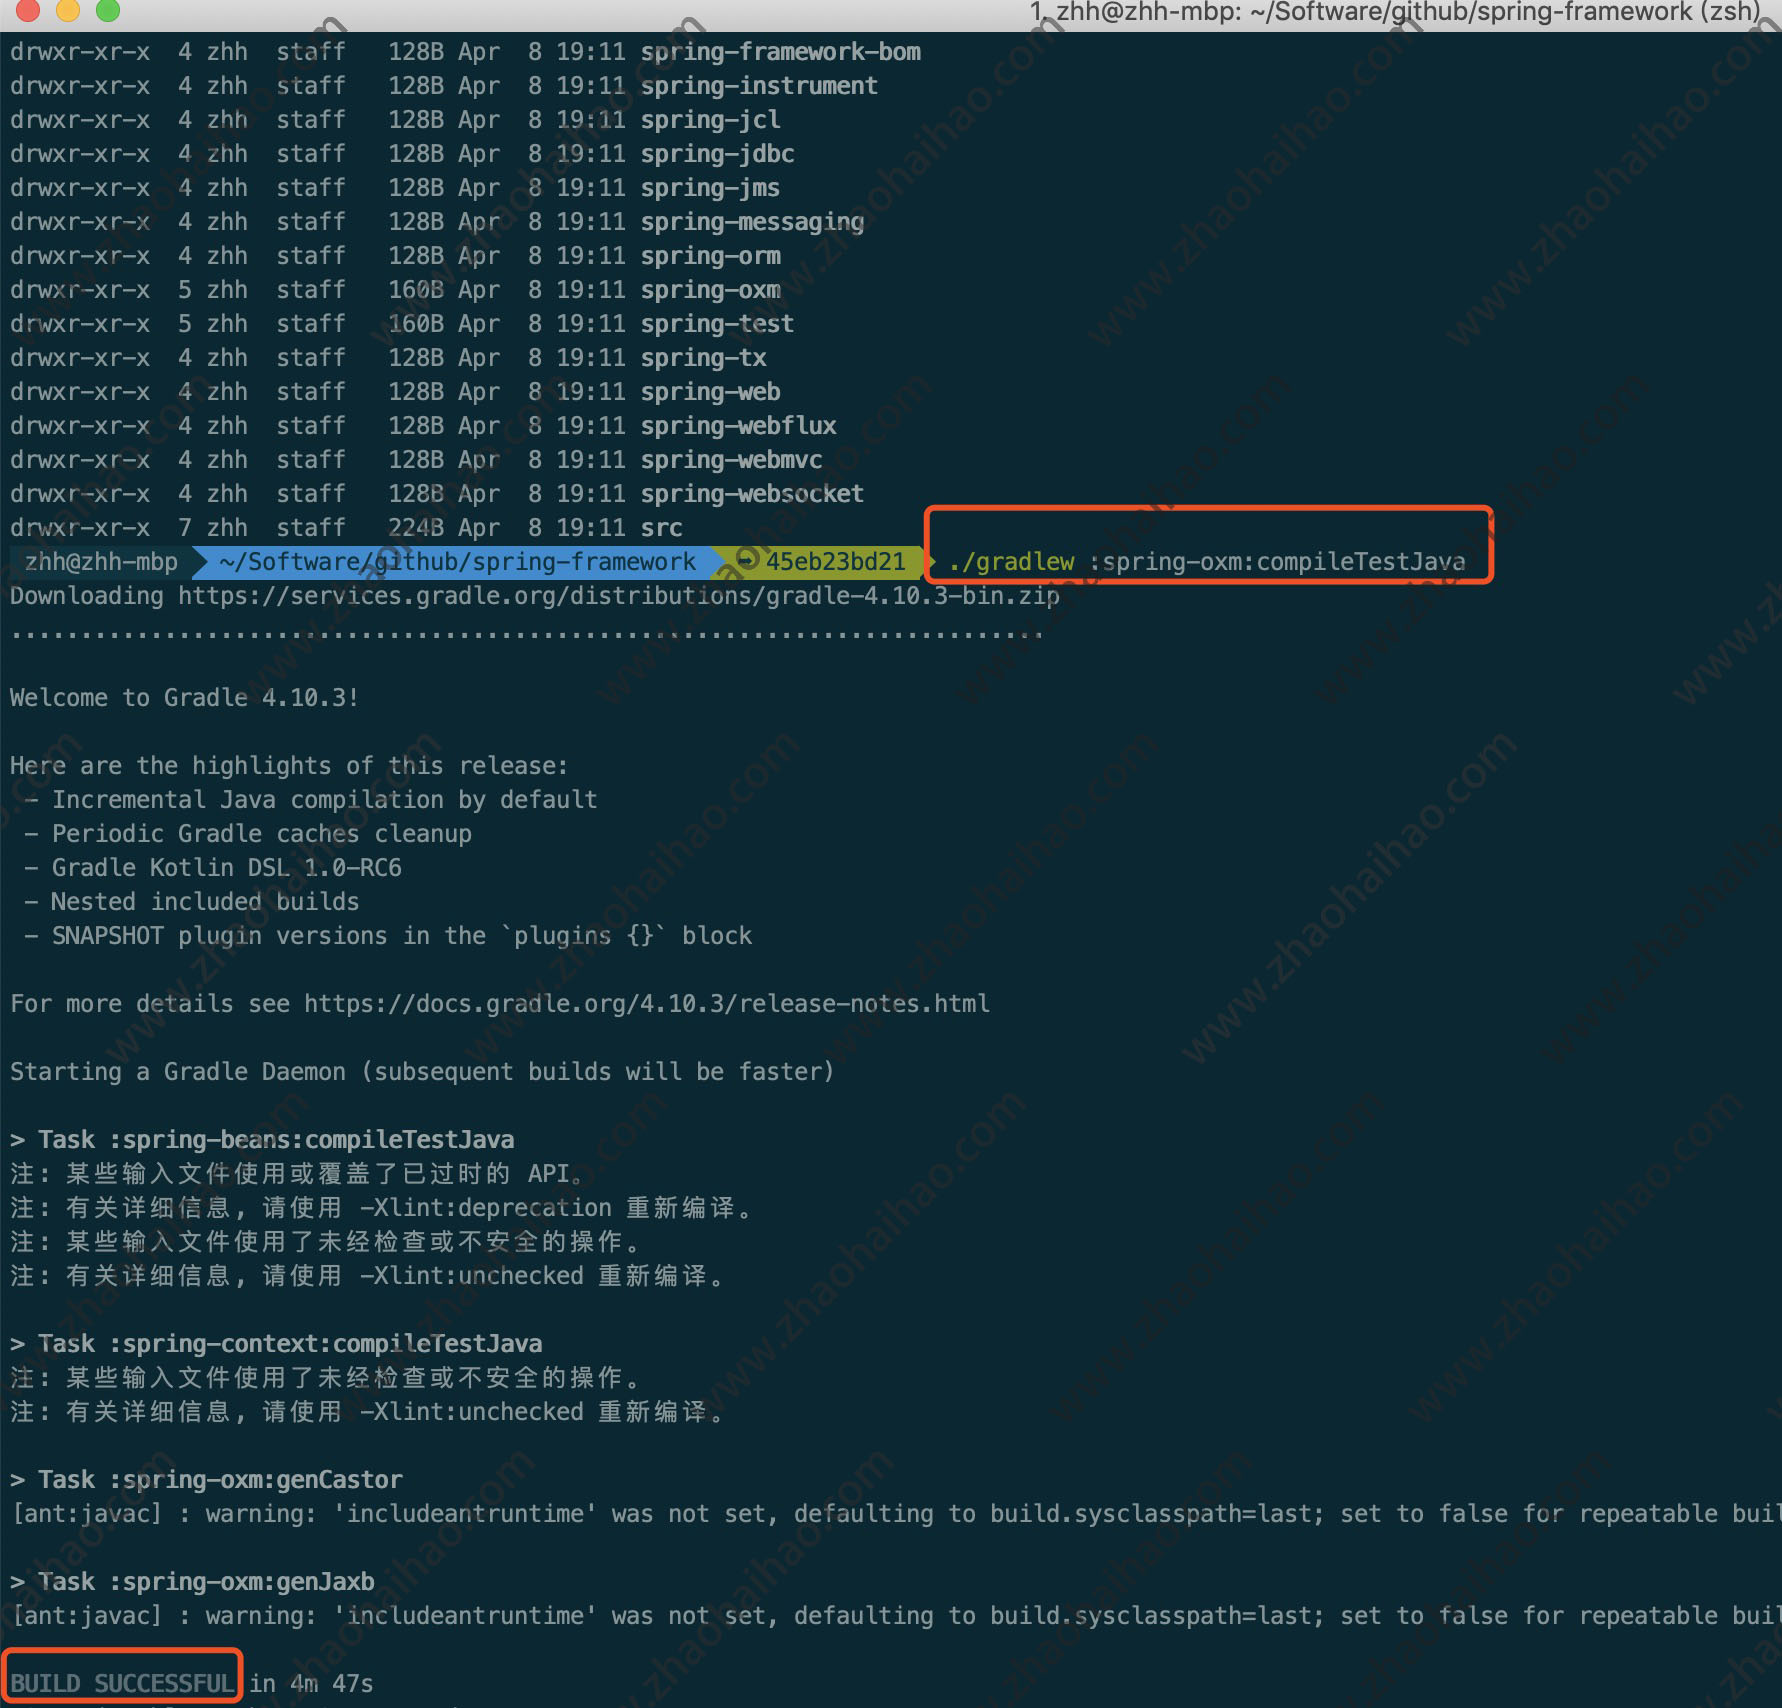 1. zhh@zhh-mbp: ~/Software/github/spring-framework (zsh)
drwxr-xr-x  4 zhh  staff   128B Apr  8 19:11 spring-framework-bom
drwxr-xr-x  4 zhh  staff   128B Apr  8 19:11 spring-instrument
drwxr-xr-x  4 zhh  staff   128B Apr  8 19:11 spring-jcl
drwxr-xr-x  4 zhh  staff   128B Apr  8 19:11 spring-jdbc
drwxr-xr-x  4 zhh  staff   128B Apr  8 19:11 spring-jms
drwxr-xr-x  4 zhh  staff   128B Apr  8 19:11 spring-messaging
drwxr-xr-x  4 zhh  staff   128B Apr  8 19:11 spring-orm
drwxr-xr-x  5 zhh  staff   160B Apr  8 19:11 spring-oxm
drwxr-xr-x  5 zhh  staff   160B Apr  8 19:11 spring-test
drwxr-xr-x  4 zhh  staff   128B Apr  8 19:11 spring-tx
drwxr-xr-x  4 zhh  staff   128B Apr  8 19:11 spring-web
drwxr-xr-x  4 zhh  staff   128B Apr  8 19:11 spring-webflux
drwxr-xr-x  4 zhh  staff   128B Apr  8 19:11 spring-webmvc
drwxr-xr-x  4 zhh  staff   128B Apr  8 19:11 spring-websocket
drwxr-xr-x  7 zhh  staff   224B Apr  8 19:11 src
zhh@zhh-mbp ~/Software/github/spring-framework ➦ 45eb23bd21 ./gradlew :spring-oxm:compileTestJava
Downloading https://services.gradle.org/distributions/gradle-4.10.3-bin.zip
..........................................................................
Welcome to Gradle 4.10.3!
Here are the highlights of this release:
- Incremental Java compilation by default
- Periodic Gradle caches cleanup
- Gradle Kotlin DSL 1.0-RC6
- Nested included builds
- SNAPSHOT plugin versions in the `plugins {}` block
For more details see https://docs.gradle.org/4.10.3/release-notes.html
Starting a Gradle Daemon (subsequent builds will be faster)
> Task :spring-beans:compileTestJava
注: 某些输入文件使用或覆盖了已过时的 API。
注: 有关详细信息, 请使用 -Xlint:deprecation 重新编译。
注: 某些输入文件使用了未经检查或不安全的操作。
注: 有关详细信息, 请使用 -Xlint:unchecked 重新编译。
> Task :spring-context:compileTestJava
注: 某些输入文件使用了未经检查或不安全的操作。
注: 有关详细信息, 请使用 -Xlint:unchecked 重新编译。
> Task :spring-oxm:genCastor
[ant:javac] : warning: 'includeantruntime' was not set, defaulting to build.sysclasspath=last; set to false for repeatable buil
> Task :spring-oxm:genJaxb
[ant:javac] : warning: 'includeantruntime' was not set, defaulting to build.sysclasspath=last; set to false for repeatable buil
BUILD SUCCESSFUL in 4m 47s
www.zhaohaihao.com